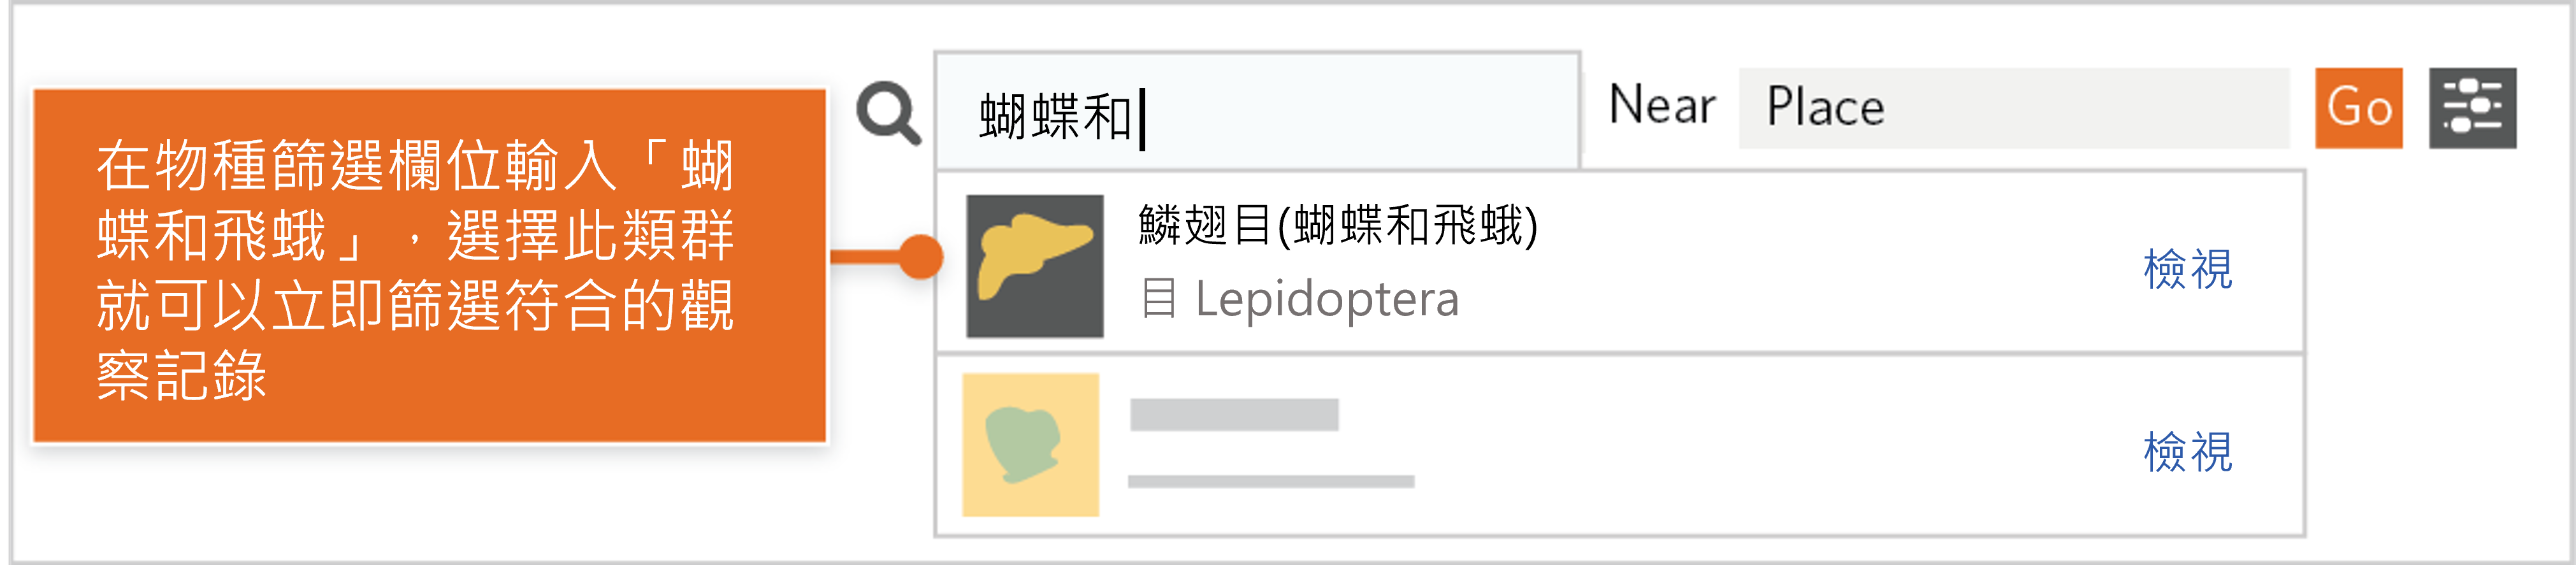 在物種篩選欄位輸入「蝴
蝶和飛蛾」，選擇此類群
就可以立即篩選符合的觀
察記錄
蝴蝶和
Near
Place
Go
鱗翅目(蝴蝶和飛蛾)
目 Lepidoptera
檢視
檢視